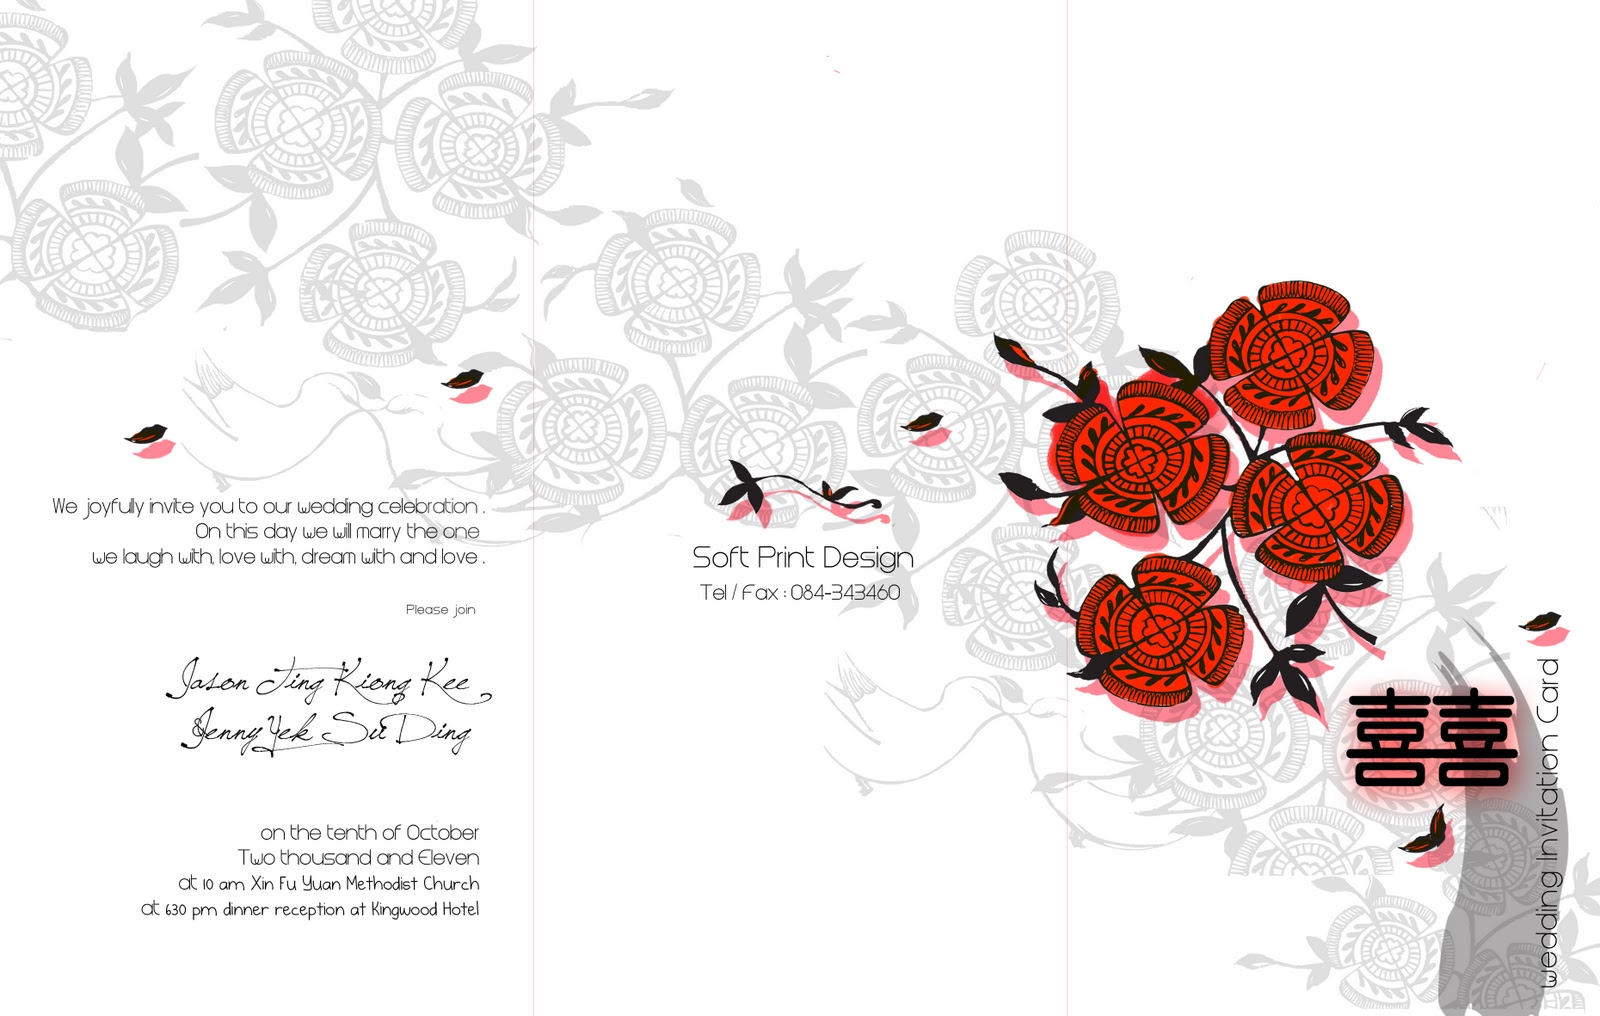 We joyfully invite you to our wedding celebration .
On this day we will marry the one
we laugh with, love with, dream with and love .
Please join
Jason Ting Kiong Kee
&Jenny Yek Sii Ding
on the tenth of October
Two thousand and Eleven
at 10 am Xin Fu Yuan Methodist Church
at 630 pm dinner reception at Kingwood Hotel
Soft Print Design
Tel / Fax : 084-343460
囍
wedding Invitation Card